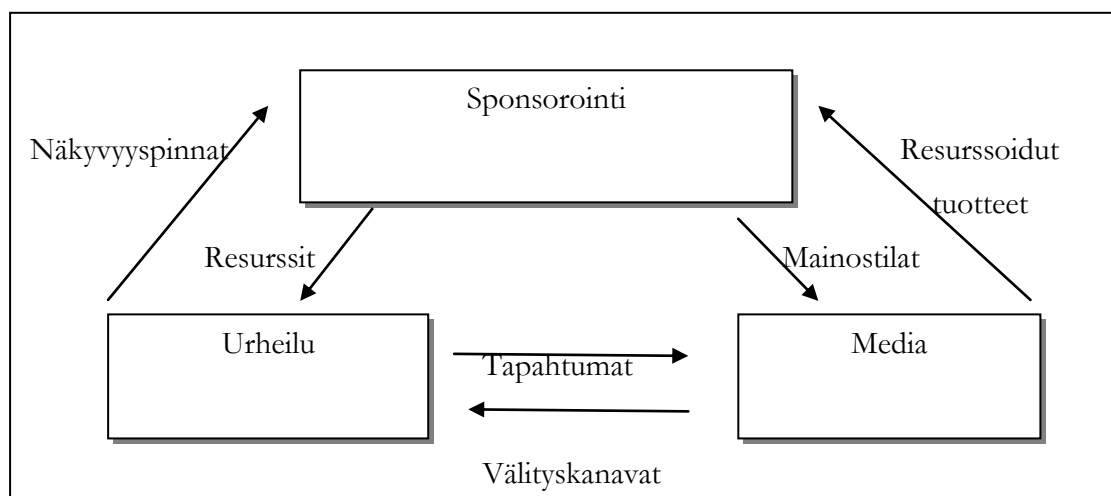 Sponsorointi
Näkyvyyspinnat
Resurssoidut
tuotteet
Resurssit
Mainostilat
Urheilu
Media
Tapahtumat
Välityskanavat